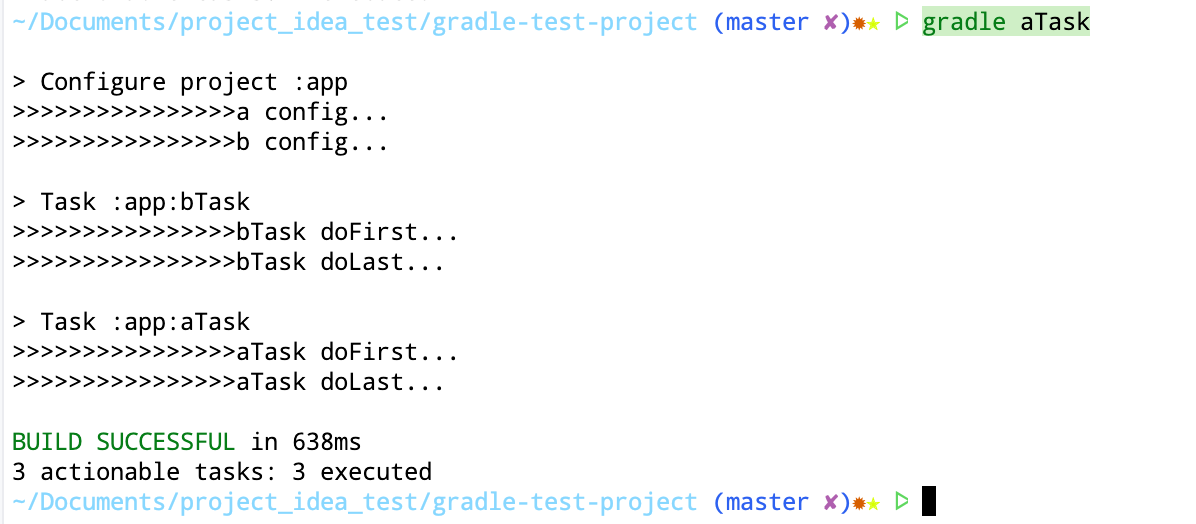 ~/Documents/project_idea_test/gradle-test-project (master ✘)✹★ ᐅ gradle aTask
> Configure project :app
>>>>>>>>>>>>>>>>a config...
>>>>>>>>>>>>>>>>b config...
> Task :app:bTask
>>>>>>>>>>>>>>>>bTask doFirst...
>>>>>>>>>>>>>>>>bTask doLast...
> Task :app:aTask
>>>>>>>>>>>>>>>>aTask doFirst...
>>>>>>>>>>>>>>>>aTask doLast...
BUILD SUCCESSFUL in 638ms
3 actionable tasks: 3 executed
~/Documents/project_idea_test/gradle-test-project (master ✘)✹★ ᐅ